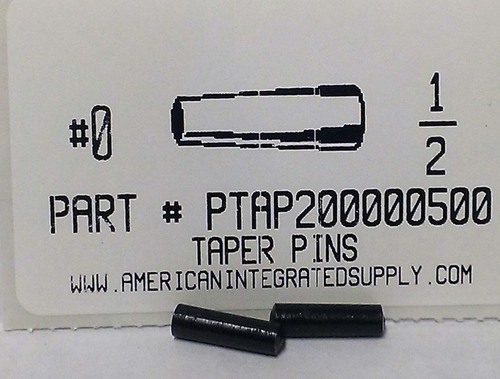 #0
1/2
PART # PTAP200000500
TAPER PINS
WWW.AMERICANINTEGRATEDSUPPLY.COM